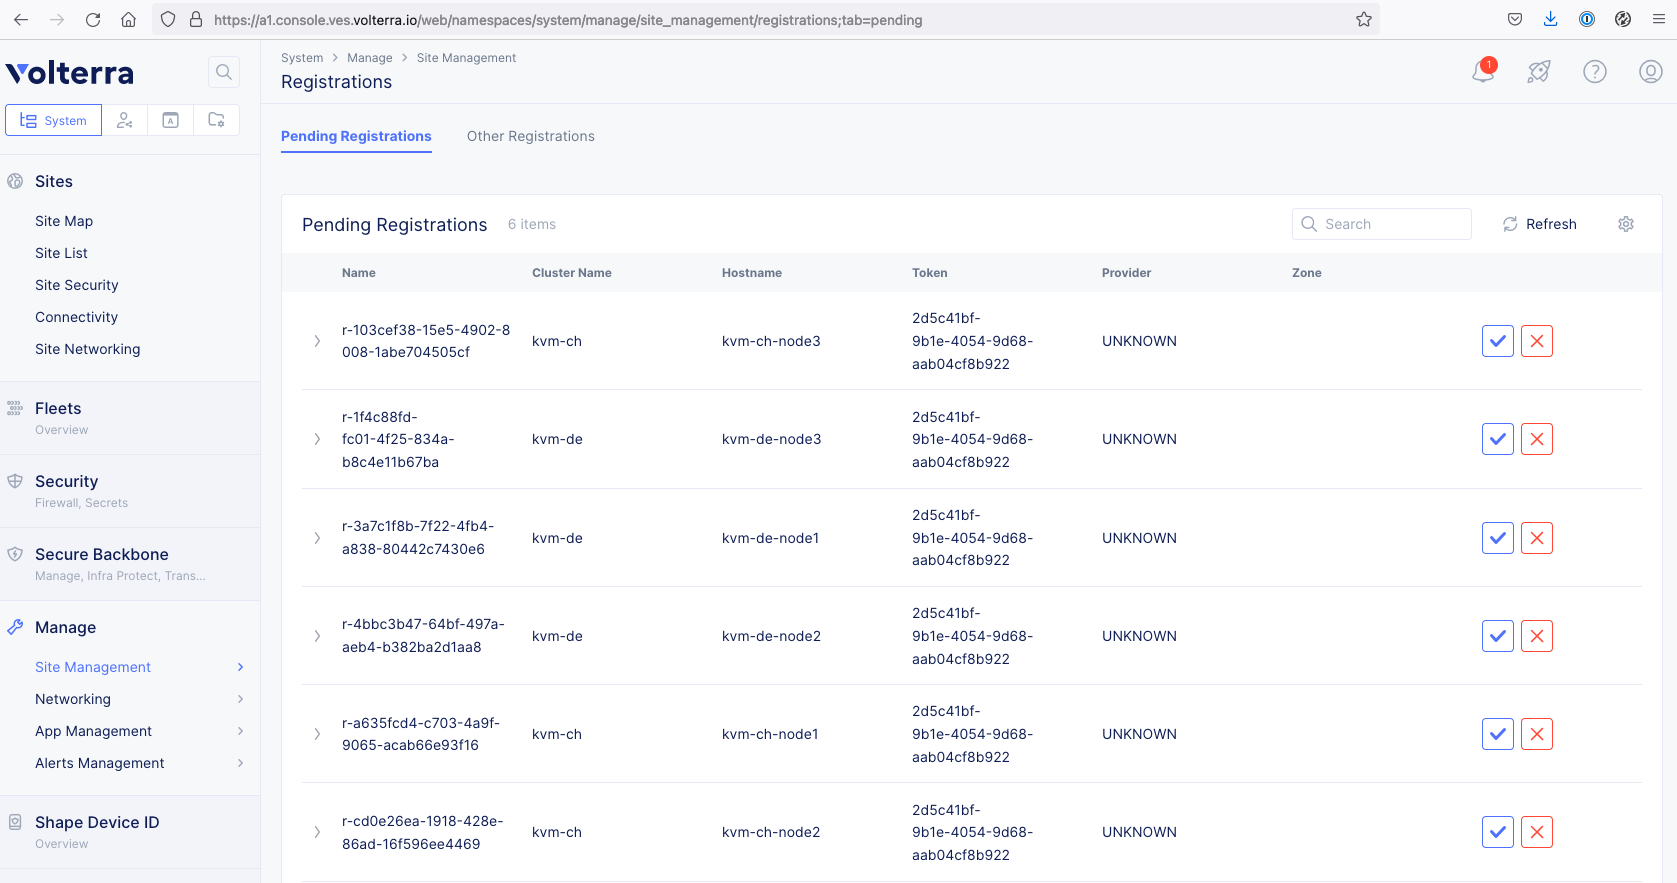 https://a1.console.ves.volterra.io/web/namespaces/system/manage/site_management/registrations;tab=pending
volterra
System
Sites
Site Map
Site List
Site Security
Connectivity
Site Networking
Fleets
Overview
Security
Firewall, Secrets
Secure Backbone
Manage, Infra Protect, Trans...
Manage
Site Management
Networking
App Management
Alerts Management
Shape Device ID
Overview
System > Manage > Site Management
Registrations
1
Pending Registrations Other Registrations
Pending Registrations 6 items
Search
Refresh
Name Cluster Name Hostname Token Provider Zone
r-103cef38-15e5-4902-8
008-1abe704505cf
kvm-ch
kvm-ch-node3
2d5c41bf-
9b1e-4054-9d68-
aab04cf8b922
UNKNOWN
r-1f4c88fd-
fc01-4f25-834a-
b8c4e11b67ba
kvm-de
kvm-de-node3
2d5c41bf-
9b1e-4054-9d68-
aab04cf8b922
UNKNOWN
r-3a7c1f8b-7f22-4fb4-
a838-80442c7430e6
kvm-de
kvm-de-node1
2d5c41bf-
9b1e-4054-9d68-
aab04cf8b922
UNKNOWN
r-4bbc3b47-64bf-497a-
aeb4-b382ba2d1aa8
kvm-de
kvm-de-node2
2d5c41bf-
9b1e-4054-9d68-
aab04cf8b922
UNKNOWN
r-a635fcd4-c703-4a9f-
9065-acab66e93f16
kvm-ch
kvm-ch-node1
2d5c41bf-
9b1e-4054-9d68-
aab04cf8b922
UNKNOWN
r-cd0e26ea-1918-428e-
86ad-16f596ee4469
kvm-ch
kvm-ch-node2
2d5c41bf-
9b1e-4054-9d68-
aab04cf8b922
UNKNOWN